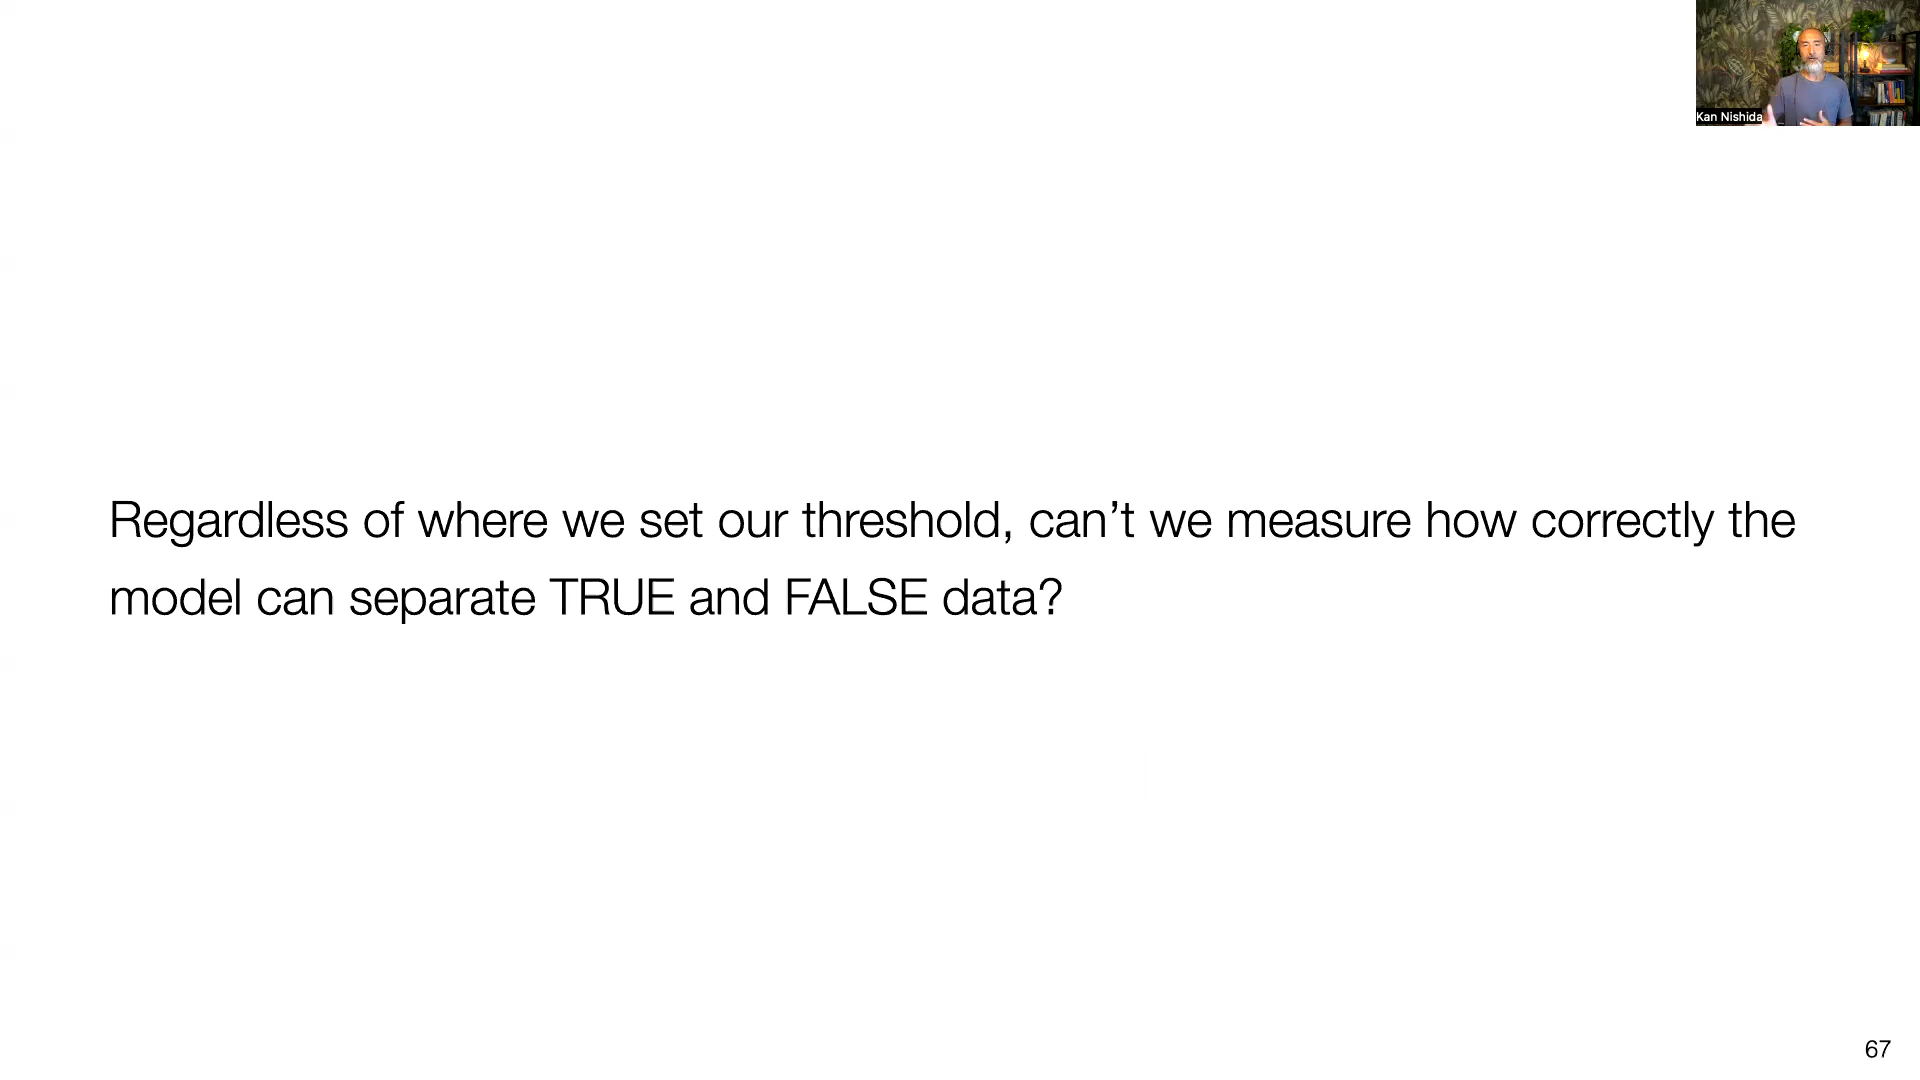 Kan Nishida
Regardless of where we set our threshold, can’t we measure how correctly the
model can separate TRUE and FALSE data?
67